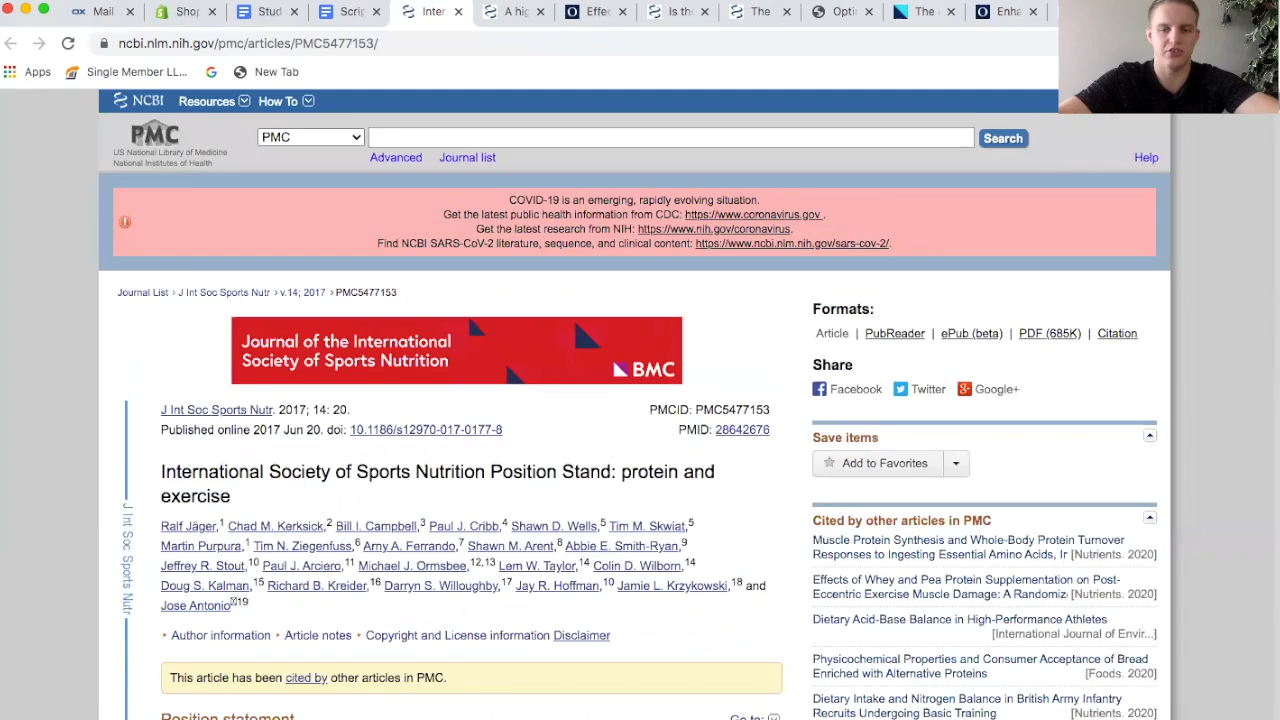 Mail
Shop
Stud
Scrip
Inter
A hig
Effec
Is the
The
Optin
The
Enha
ncbi.nlm.nih.gov/pmc/articles/PMC5477153/
Apps
Single Member LL...
New Tab
NCBI Resources How To
PMC
US National Library of Medicine
National Institutes of Health
PMC
Search
Advanced Journal list
Help
COVID-19 is an emerging, rapidly evolving situation.
Get the latest public health information from CDC: https://www.coronavirus.gov .
Get the latest research from NIH: https://www.nih.gov/coronavirus.
Find NCBI SARS-CoV-2 literature, sequence, and clinical content: https://www.ncbi.nlm.nih.gov/sars-cov-2/.
Journal List > J Int Soc Sports Nutr > v.14; 2017 > PMC5477153
Journal of the International
Society of Sports Nutrition
BMC
J Int Soc Sports Nutr. 2017; 14: 20.
PMCID: PMC5477153
Published online 2017 Jun 20. doi: 10.1186/s12970-017-0177-8
PMID: 28642676
International Society of Sports Nutrition Position Stand: protein and
exercise
Ralf Jäger,1 Chad M. Kerksick,2 Bill I. Campbell,3 Paul J. Cribb,4 Shawn D. Wells,5 Tim M. Skwiat,5
Martin Purpura,1 Tim N. Ziegenfuss,6 Arny A. Ferrando,7 Shawn M. Arent,8 Abbie E. Smith-Ryan,9
Jeffrey R. Stout,10 Paul J. Arciero,11 Michael J. Ormsbee,12,13 Lem W. Taylor,14 Colin D. Wilborn,14
Doug S. Kalman,15 Richard B. Kreider,16 Darryn S. Willoughby,17 Jay R. Hoffman,10 Jamie L. Krzykowski,18 and
Jose Antonio19
Author information Article notes Copyright and License information Disclaimer
This article has been cited by other articles in PMC.
Position statement
Go to:
J Int Soc Sports Nutr
Formats:
Article | PubReader | ePub (beta) | PDF (685K) | Citation
Share
Facebook Twitter Google+
Save items
Add to Favorites
Cited by other articles in PMC
Muscle Protein Synthesis and Whole-Body Protein Turnover
Responses to Ingesting Essential Amino Acids, Ir [Nutrients. 2020]
Effects of Whey and Pea Protein Supplementation on Post-
Eccentric Exercise Muscle Damage: A Randomiz [Nutrients. 2020]
Dietary Acid-Base Balance in High-Performance Athletes
[International Journal of Envir...]
Physicochemical Properties and Consumer Acceptance of Bread
Enriched with Alternative Proteins [Foods. 2020]
Dietary Intake and Nitrogen Balance in British Army Infantry
Recruits Undergoing Basic Training [Nutrients. 2020]